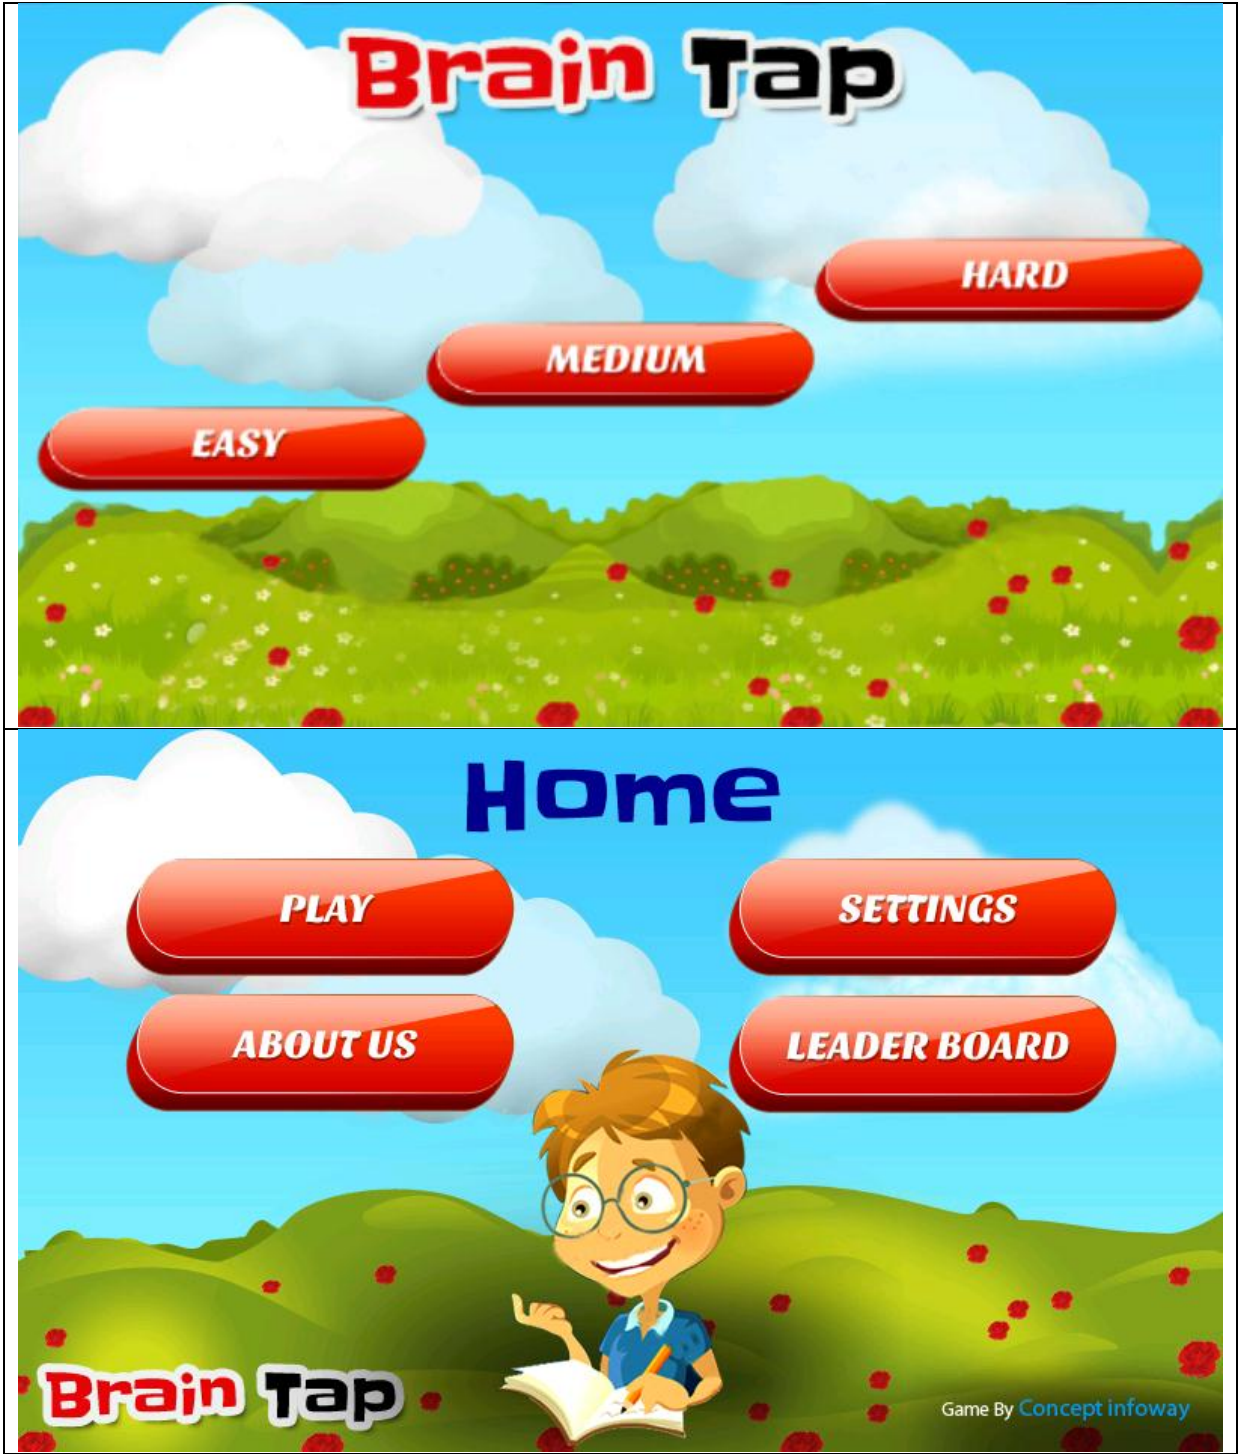 Brain Tap
HARD
MEDIUM
EASY
Home
PLAY
SETTINGS
ABOUT US
LEADER BOARD
Brain Tap
Game By Concept infoway